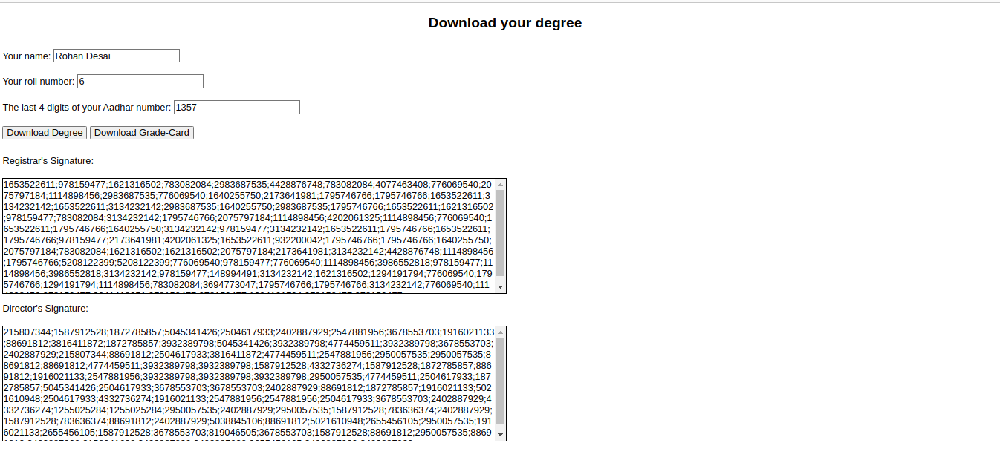 Download your degree
Your name: Rohan Desai
Your roll number: 6
The last 4 digits of your Aadhar number: 1357
Download Degree Download Grade-Card
Registrar's Signature:
1653522611;978159477;1621316502;783082084;2983687535;4428876748;783082084;4077463408;776069540;20
75797184;1114898456;2983687535;776069540;1640255750;2173641981;1795746766;1795746766;1653522611;3
134232142;1653522611;3134232142;2983687535;1640255750;2983687535;1795746766;1653522611;1621316502
;978159477;783082084;3134232142;1795746766;2075797184;1114898456;4202061325;1114898456;776069540;1
653522611;1795746766;1640255750;3134232142;978159477;3134232142;1653522611;1795746766;1653522611;
1795746766;978159477;2173641981;4202061325;1653522611;932200042;1795746766;1795746766;1640255750;
2075797184;783082084;1621316502;1621316502;2075797184;2173641981;3134232142;4428876748;1114898456
;1795746766;5208122399;5208122399;776069540;978159477;776069540;1114898456;3986552818;978159477;11
14898456;3986552818;3134232142;978159477;148994491;3134232142;1621316502;1294191794;776069540;179
5746766;1294191794;1114898456;783082084;3694773047;1795746766;1795746766;3134232142;776069540;111
Director's Signature:
215807344;1587912528;1872785857;5045341426;2504617933;2402887929;2547881956;3678553703;1916021133
;88691812;3816411872;1872785857;3932389798;5045341426;3932389798;4774459511;3932389798;3678553703;
2402887929;215807344;88691812;2504617933;3816411872;4774459511;2547881956;2950057535;2950057535;8
8691812;88691812;4774459511;3932389798;3932389798;1587912528;4332736274;1587912528;1872785857;886
91812;1916021133;2547881956;3932389798;3932389798;3932389798;2950057535;4774459511;2504617933;187
2785857;5045341426;2504617933;3678553703;3678553703;2402887929;88691812;1872785857;1916021133;502
1610948;2504617933;4332736274;1916021133;2547881956;2547881956;2504617933;3678553703;2402887929;4
332736274;1255025284;1255025284;2950057535;2402887929;2950057535;1587912528;783636374;2402887929;
1587912528;783636374;88691812;2402887929;5038845106;88691812;5021610948;2655456105;2950057535;191
6021133;2655456105;1587912528;3678553703;819046505;3678553703;1587912528;88691812;2950057535;8869